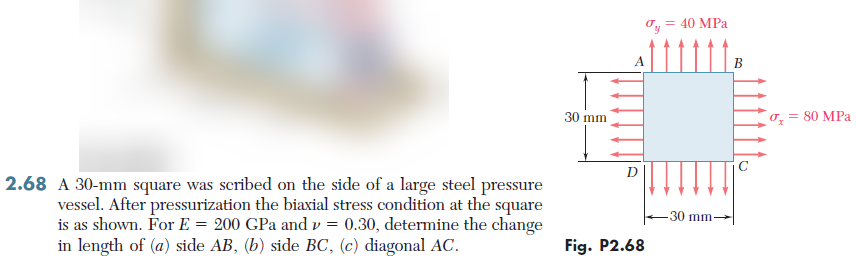 σy = 40 MPa
A
B
30 mm
σx = 80 MPa
D
C
30 mm
2.68 A 30-mm square was scribed on the side of a large steel pressure
vessel. After pressurization the biaxial stress condition at the square
is as shown. For E = 200 GPa and ν = 0.30, determine the change
in length of (a) side AB, (b) side BC, (c) diagonal AC.
Fig. P2.68